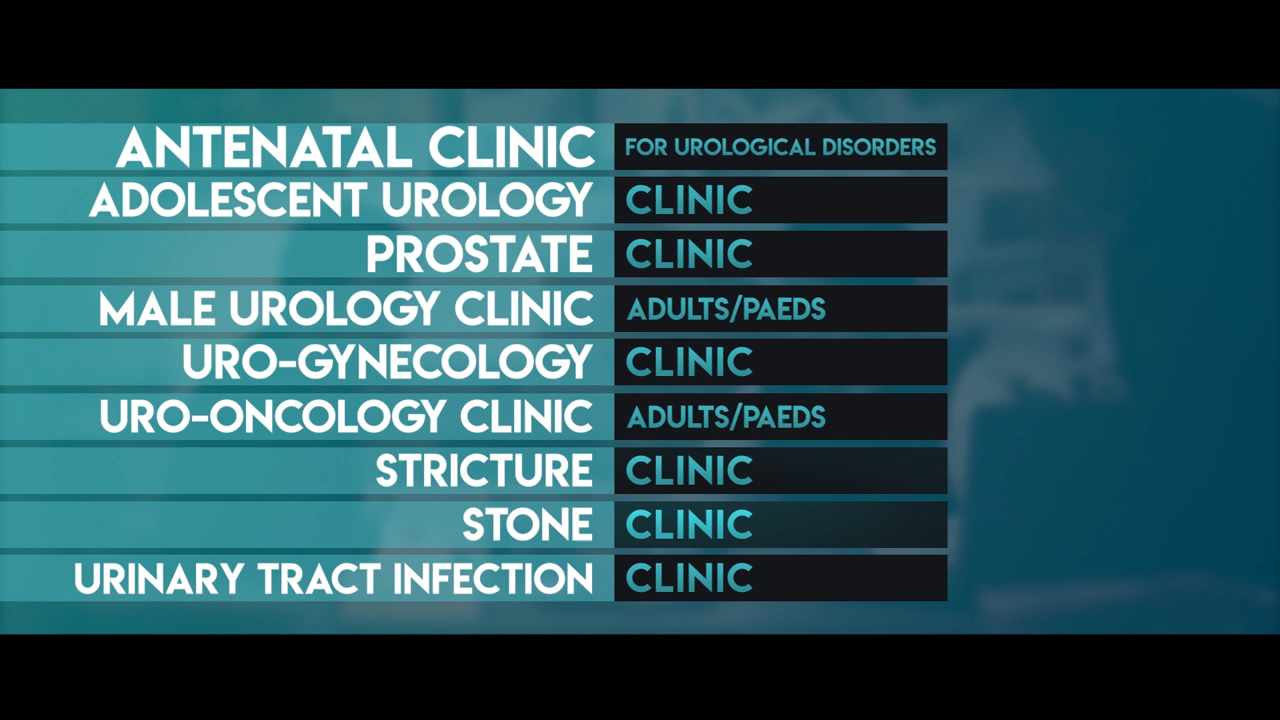 ANTENATAL CLINIC FOR UROLOGICAL DISORDERS
ADOLESCENT UROLOGY CLINIC
PROSTATE CLINIC
MALE UROLOGY CLINIC ADULTS/PAEDS
URO-GYNECOLOGY CLINIC
URO-ONCOLOGY CLINIC ADULTS/PAEDS
STRICTURE CLINIC
STONE CLINIC
URINARY TRACT INFECTION CLINIC